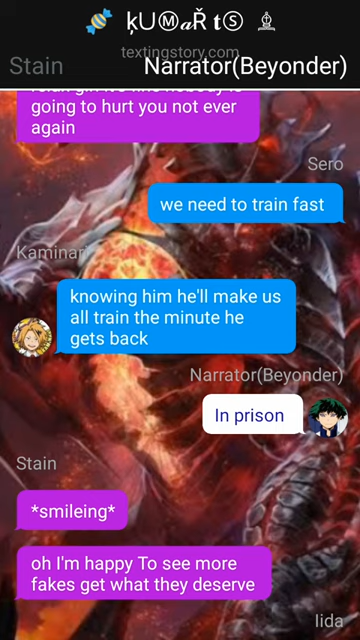 🍬 ķUⓂ𝒶Ř 𝐭Ⓢ ♗
textingstory.com
Stain
Narrator(Beyonder)
going to hurt you not ever
again
Sero
we need to train fast
Kaminari
knowing him he'll make us
all train the minute he
gets back
Narrator(Beyonder)
In prison
Stain
*smileing*
oh I'm happy To see more
fakes get what they deserve
Iida